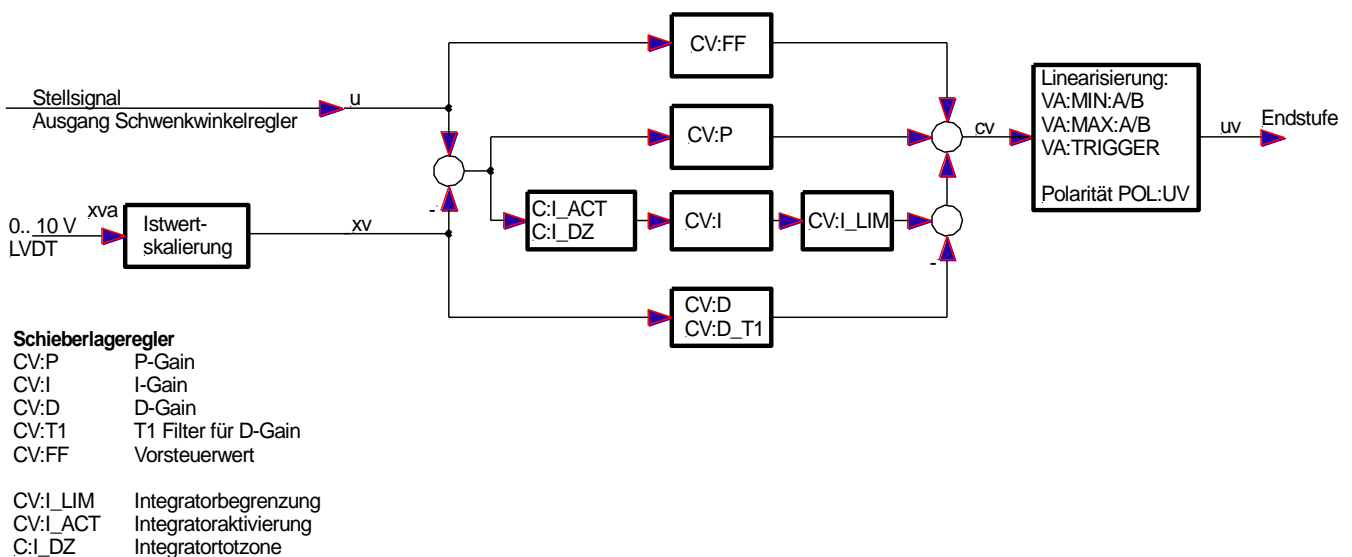 CV:FF
Linearisierung:
VA:MIN:A/B
VA:MAX:A/B
VA:TRIGGER
Polarität POL:UV
Stellsignal
Ausgang Schwenkwinkelregler
u
CV:P
cv
uv
Endstufe
-
C:I_ACT
C:I_DZ
CV:I
CV:I_LIM
0.. 10 V
LVDT
xva
Istwert-
skalierung
xv
-
CV:D
CV:D_T1
Schieberlageregler
CV:P P-Gain
CV:I I-Gain
CV:D D-Gain
CV:T1 T1 Filter für D-Gain
CV:FF Vorsteuerwert
CV:I_LIM Integratorbegrenzung
CV:I_ACT Integratoraktivierung
C:I_DZ Integratortotzone